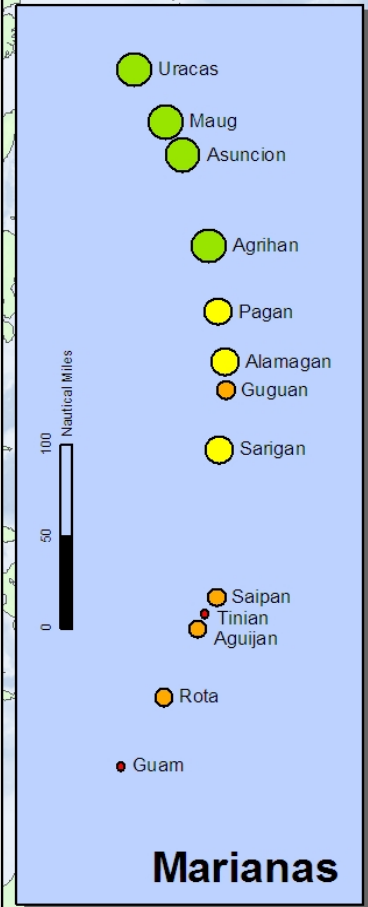 Uracas
Maug
Asuncion
Agrihan
Pagan
Alamagan
Guguan
Sarigan
Nautical Miles
100
50
0
Saipan
Tinian
Aguijan
Rota
Guam
Marianas